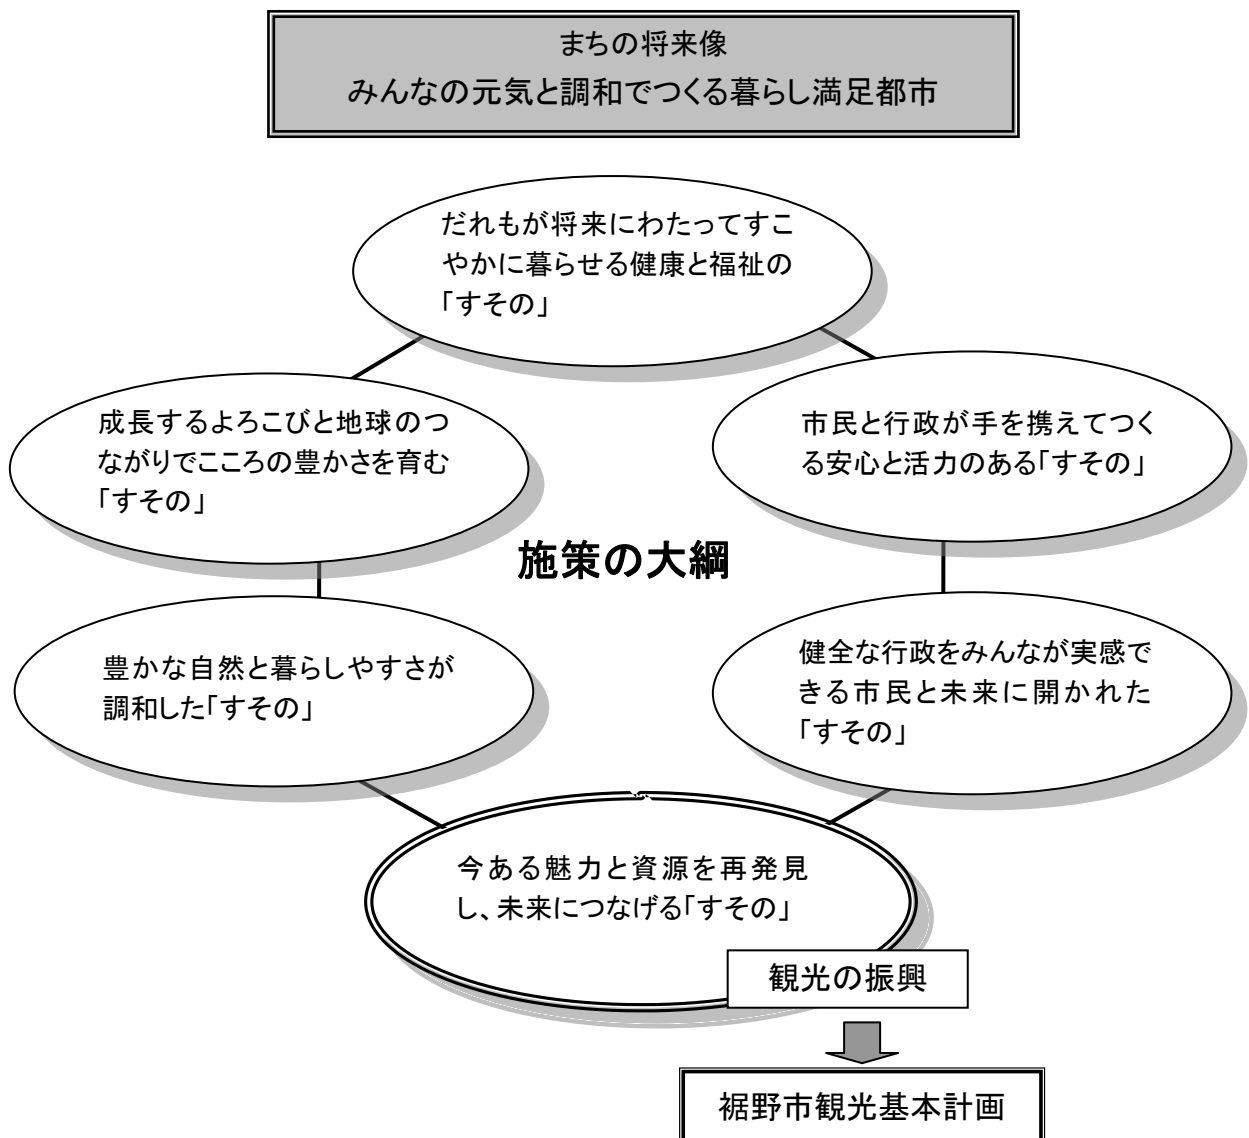 まちの将来像
みんなの元気と調和でつくる暮らし満足都市
だれもが将来にわたってすこ
やかに暮らせる健康と福祉の
「すその」
成長するよろこびと地球のつ
ながりでこころの豊かさを育む
「すその」
市民と行政が手を携えてつく
る安心と活力のある「すその」
施策の大綱
豊かな自然と暮らしやすさが
調和した「すその」
健全な行政をみんなが実感で
きる市民と未来に開かれた
「すその」
今ある魅力と資源を再発見
し、未来につなげる「すその」
観光の振興
裾野市観光基本計画